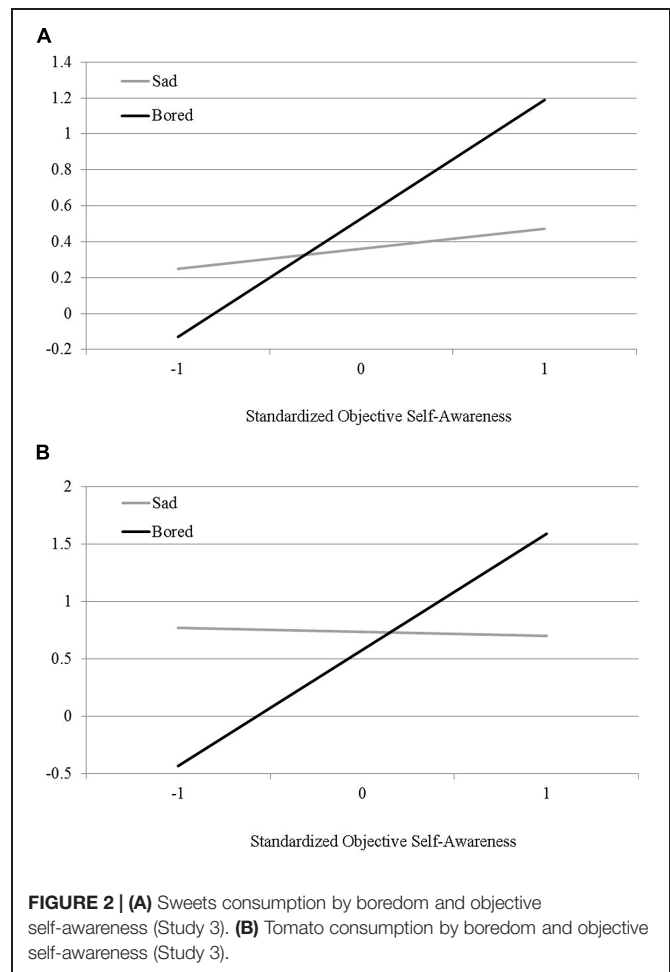 A
1.4
1.2
1
0.8
0.6
0.4
0.2
0
-0.2
Sad
Bored
-1 0 1
Standardized Objective Self-Awareness
B
2
1.5
1
0.5
0
-0.5
Sad
Bored
-1 0 1
Standardized Objective Self-Awareness
FIGURE 2 | (A) Sweets consumption by boredom and objective
self-awareness (Study 3). (B) Tomato consumption by boredom and objective
self-awareness (Study 3).